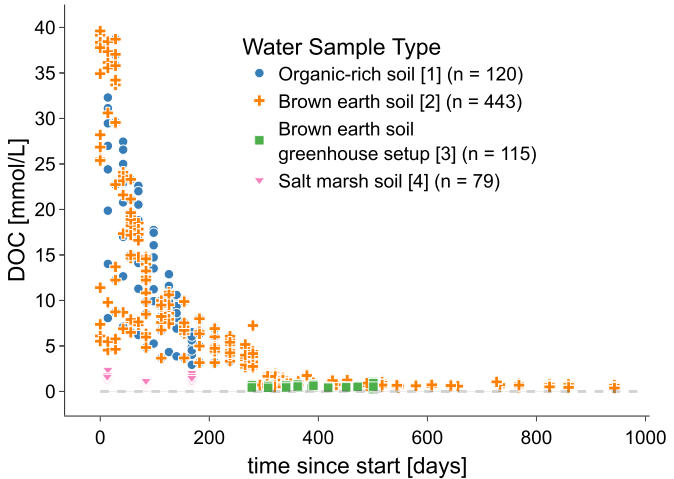 40
35
30
25
20
15
10
5
0
DOC [mmol/L]
Water Sample Type
Organic-rich soil [1] (n = 120)
Brown earth soil [2] (n = 443)
Brown earth soil
greenhouse setup [3] (n = 115)
Salt marsh soil [4] (n = 79)
0 200 400 600 800 1000
time since start [days]